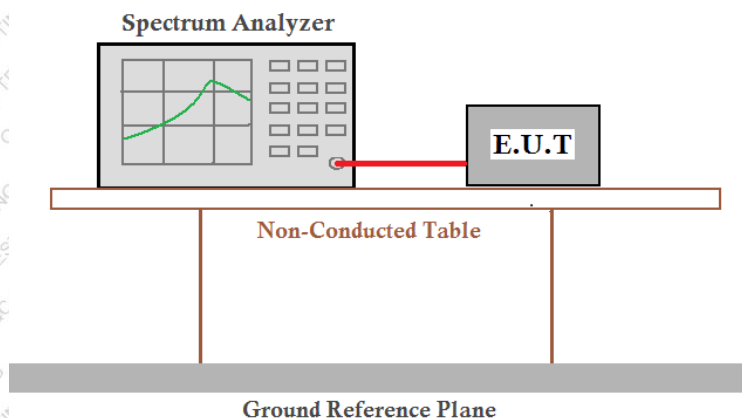 Spectrum Analyzer
E.U.T
Non-Conducted Table
Ground Reference Plane